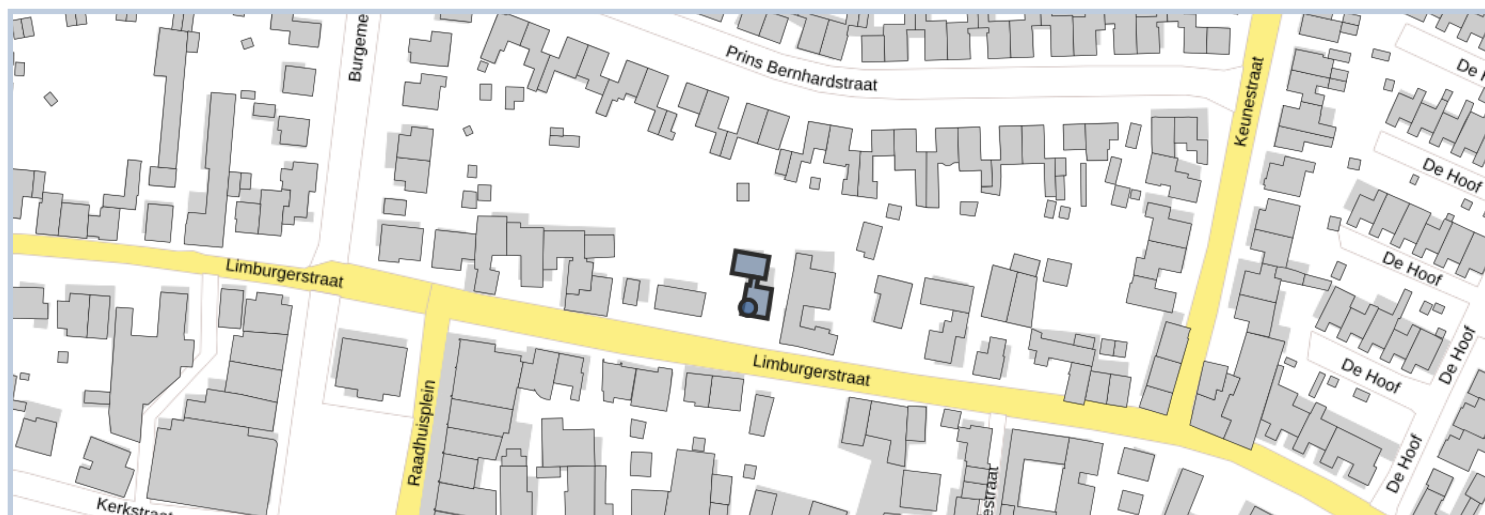 Burgeme
Prins Bernhardstraat
Keunestraat
De H
De Hoof
De Hoof
Limburgerstraat
De Hoof
De Hoof
De Hoof
Limburgerstraat
Raadhuisplein
De Hoof
estraat
Kerkstraat